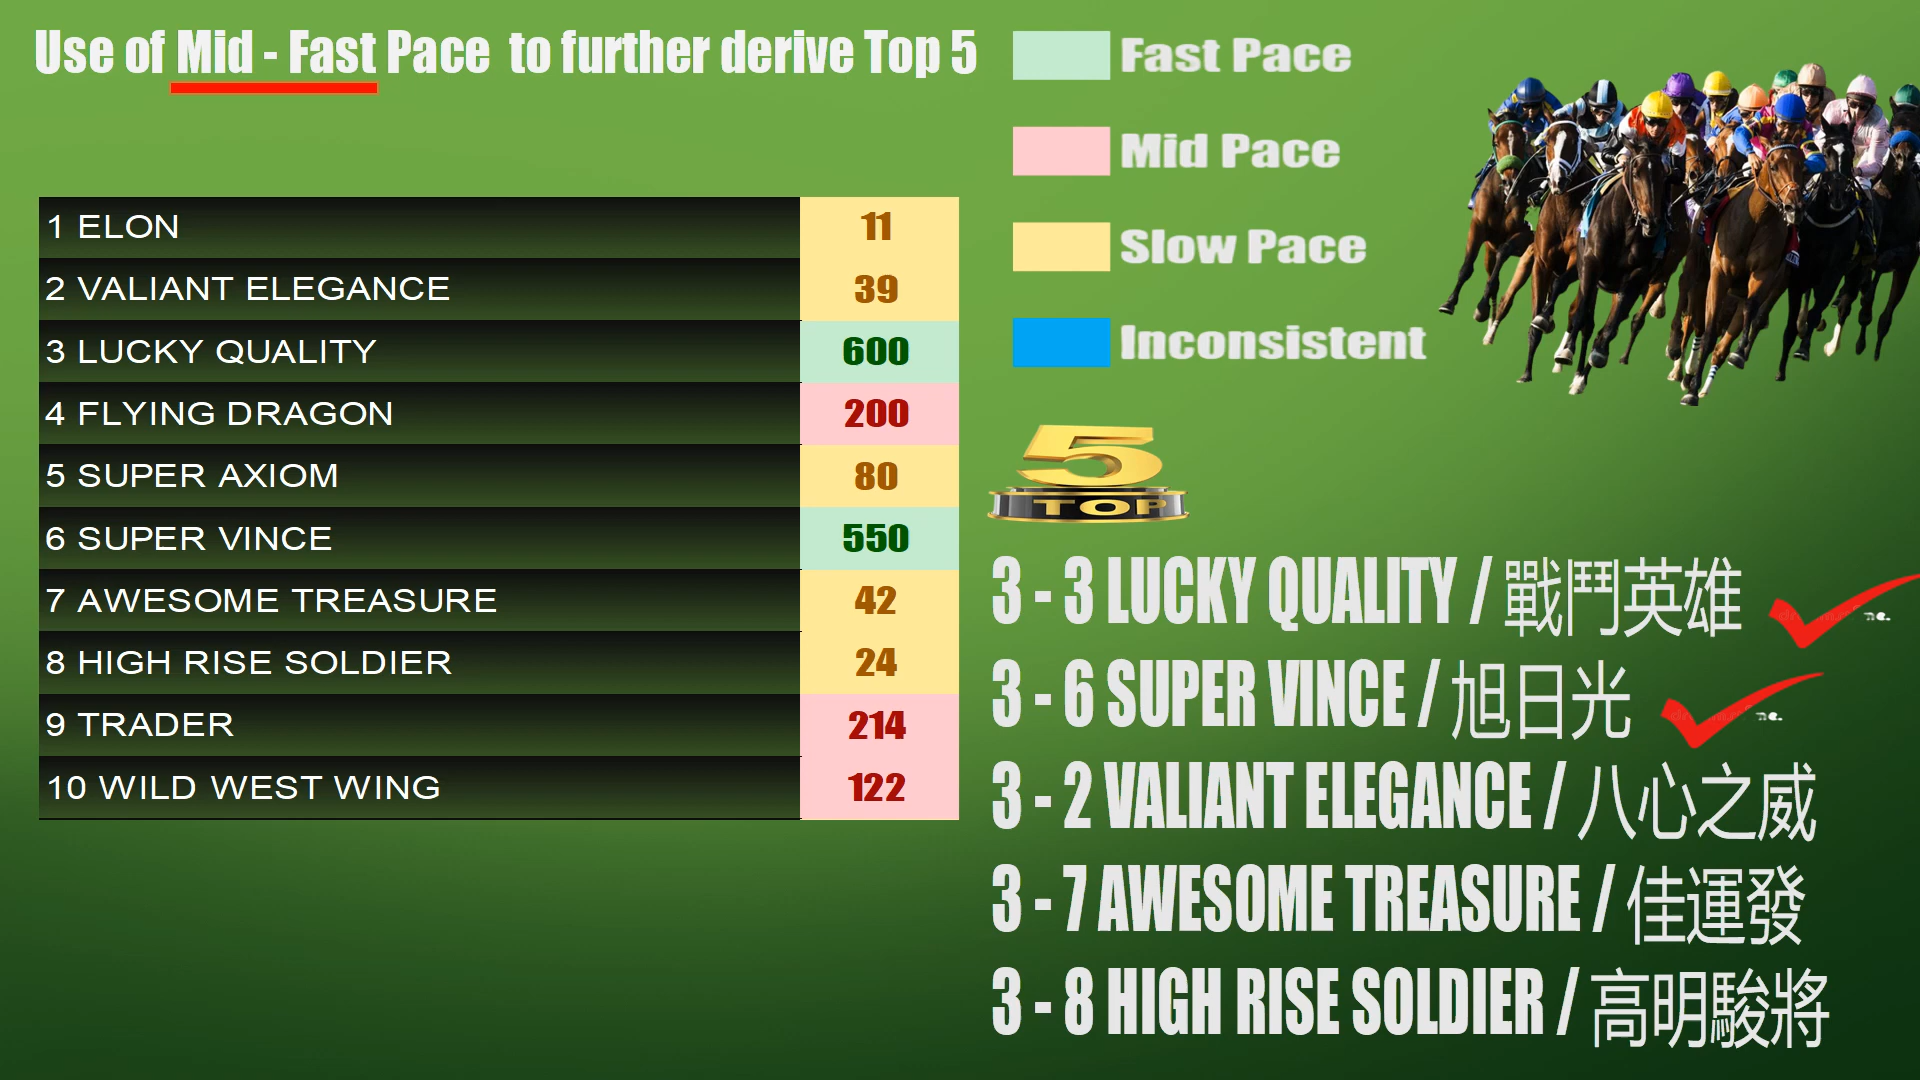 Use of Mid - Fast Pace to further derive Top 5
Fast Pace
Mid Pace
Slow Pace
Inconsistent
1 ELON 11
2 VALIANT ELEGANCE 39
3 LUCKY QUALITY 600
4 FLYING DRAGON 200
5 SUPER AXIOM 80
6 SUPER VINCE 550
7 AWESOME TREASURE 42
8 HIGH RISE SOLDIER 24
9 TRADER 214
10 WILD WEST WING 122
5
TOP
3 - 3 LUCKY QUALITY / 戰鬥英雄
3 - 6 SUPER VINCE / 旭日光
3 - 2 VALIANT ELEGANCE / 八心之威
3 - 7 AWESOME TREASURE / 佳運發
3 - 8 HIGH RISE SOLDIER / 高明駿將